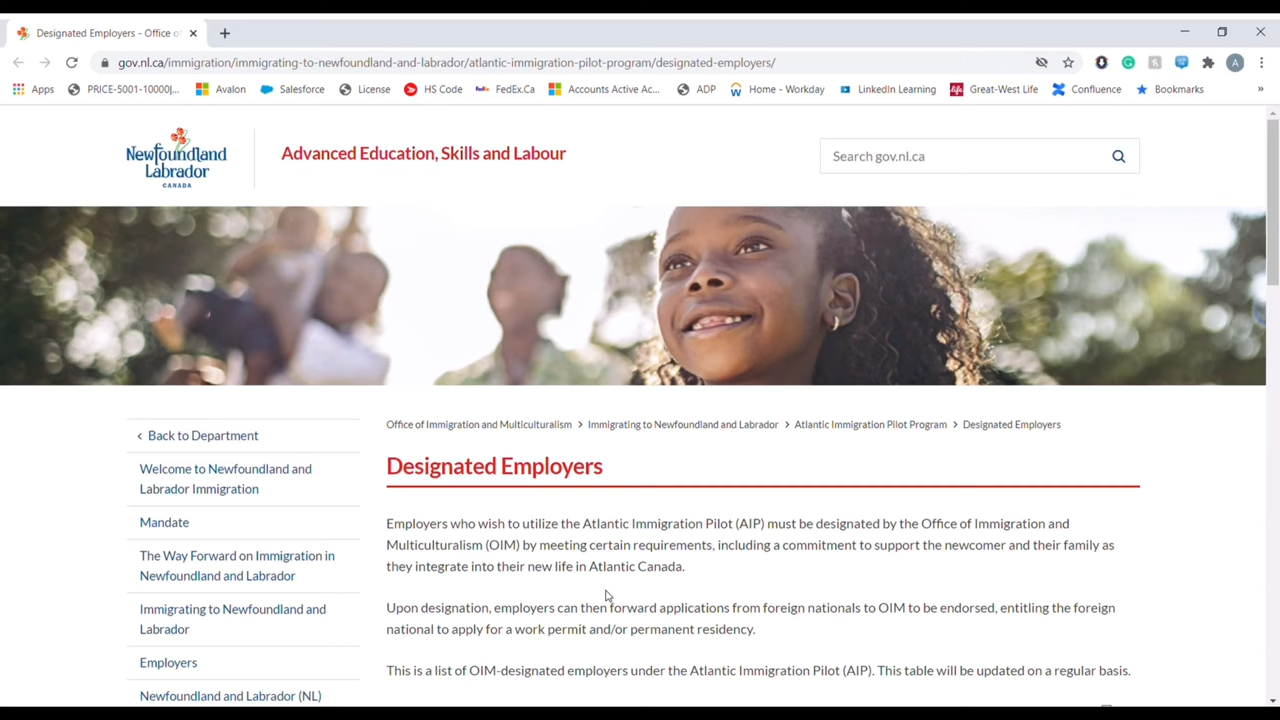 Designated Employers - Office o
gov.nl.ca/immigration/immigrating-to-newfoundland-and-labrador/atlantic-immigration-pilot-program/designated-employers/
A
Apps
PRICE-5001-10000]...
Avalon
Salesforce
License
HS Code
FedEx.Ca
Accounts Active Ac...
ADP
Home - Workday
LinkedIn Learning
Great-West Life
Confluence
Bookmarks
»
Newfoundland
Labrador
CANADA
Advanced Education, Skills and Labour
Search gov.nl.ca
Back to Department
Welcome to Newfoundland and
Labrador Immigration
Mandate
The Way Forward on Immigration in
Newfoundland and Labrador
Immigrating to Newfoundland and
Labrador
Employers
Newfoundland and Labrador (NL)
Office of Immigration and Multiculturalism > Immigrating to Newfoundland and Labrador > Atlantic Immigration Pilot Program > Designated Employers
Designated Employers
Employers who wish to utilize the Atlantic Immigration Pilot (AIP) must be designated by the Office of Immigration and
Multiculturalism (OIM) by meeting certain requirements, including a commitment to support the newcomer and their family as
they integrate into their new life in Atlantic Canada.
Upon designation, employers can then forward applications from foreign nationals to OIM to be endorsed, entitling the foreign
national to apply for a work permit and/or permanent residency.
This is a list of OIM-designated employers under the Atlantic Immigration Pilot (AIP). This table will be updated on a regular basis.